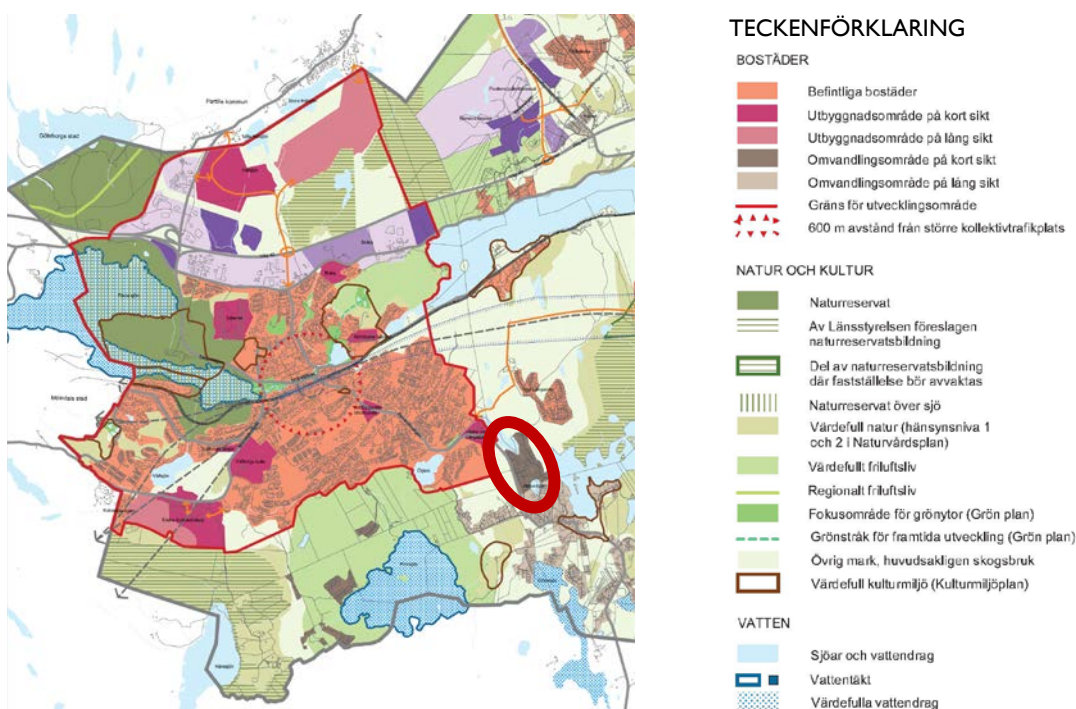 TECKENFÖRKLARING
BOSTÄDER
Befintliga bostäder
Utbyggnadsområde på kort sikt
Utbyggnadsområde på lång sikt
Omvandlingsområde på kort sikt
Omvandlingsområde på lång sikt
Gräns för utvecklingsområde
600 m avstånd från större kollektivtrafikplats
NATUR OCH KULTUR
Naturreservat
Av Länsstyrelsen föreslagen
naturreservatsbildning
Del av naturreservatsbildning
där fastställelse bör avvaktas
Naturreservat över sjö
Värdefull natur (hänsynsniva 1
och 2 i Naturvårdsplan)
Värdefullt friluftsliv
Regionalt friluftsliv
Fokusområde för grönytor (Grön plan)
Grönstråk för framtida utveckling (Grön plan)
Övrig mark, huvudsakligen skogsbruk
Värdefull kulturmiljö (Kulturmiljöplan)
VATTEN
Sjöar och vattendrag
Vattentäkt
Värdefulla vattendrag
Partille kommun
Göteborgs stad
Mölndals stad